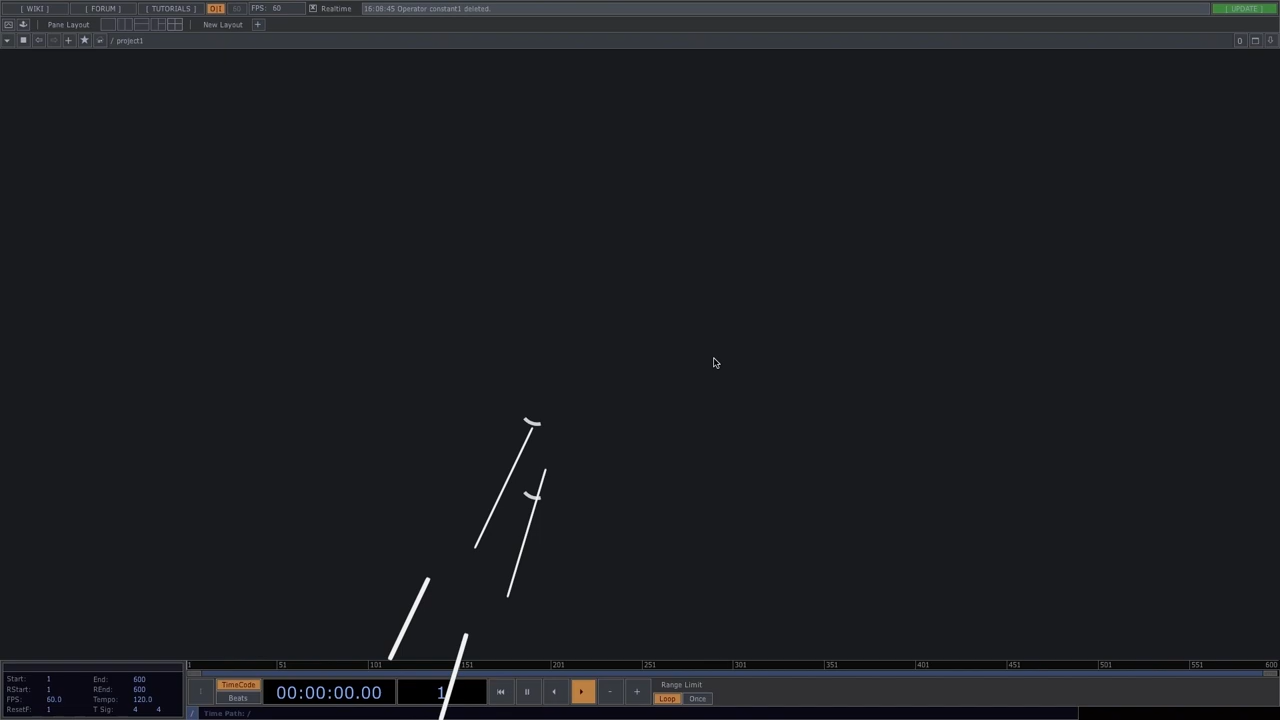 [ WIKI ] [ FORUM ] [ TUTORIALS ] O|I 60 FPS: 60 Realtime 16:08:45 Operator constant1 deleted. [ UPDATE ]
Pane Layout New Layout +
/ project1
1 51 101 151 201 251 301 351 401 451 501 551 600
Start: 1 End: 600
RStart: 1 REnd: 600
FPS: 60.0 Tempo: 120.0
ResetF: 1 T Sig: 4 4
TimeCode
Beats
00:00:00.00
1
- +
Range Limit
Loop Once
/ Time Path: /